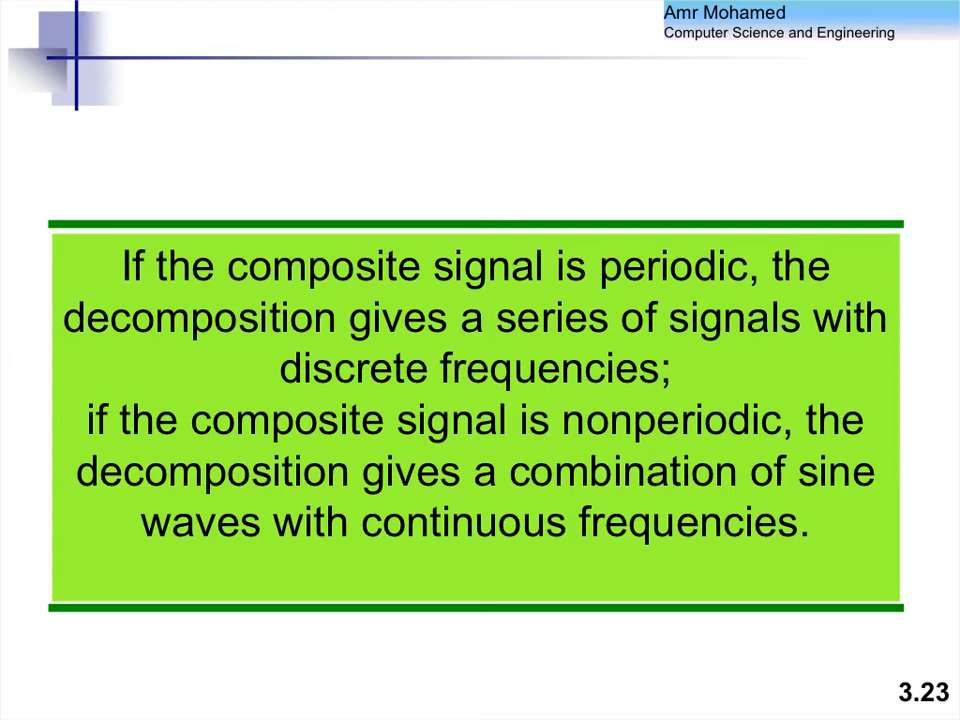 Amr Mohamed
Computer Science and Engineering
If the composite signal is periodic, the
decomposition gives a series of signals with
discrete frequencies;
if the composite signal is nonperiodic, the
decomposition gives a combination of sine
waves with continuous frequencies.
3.23